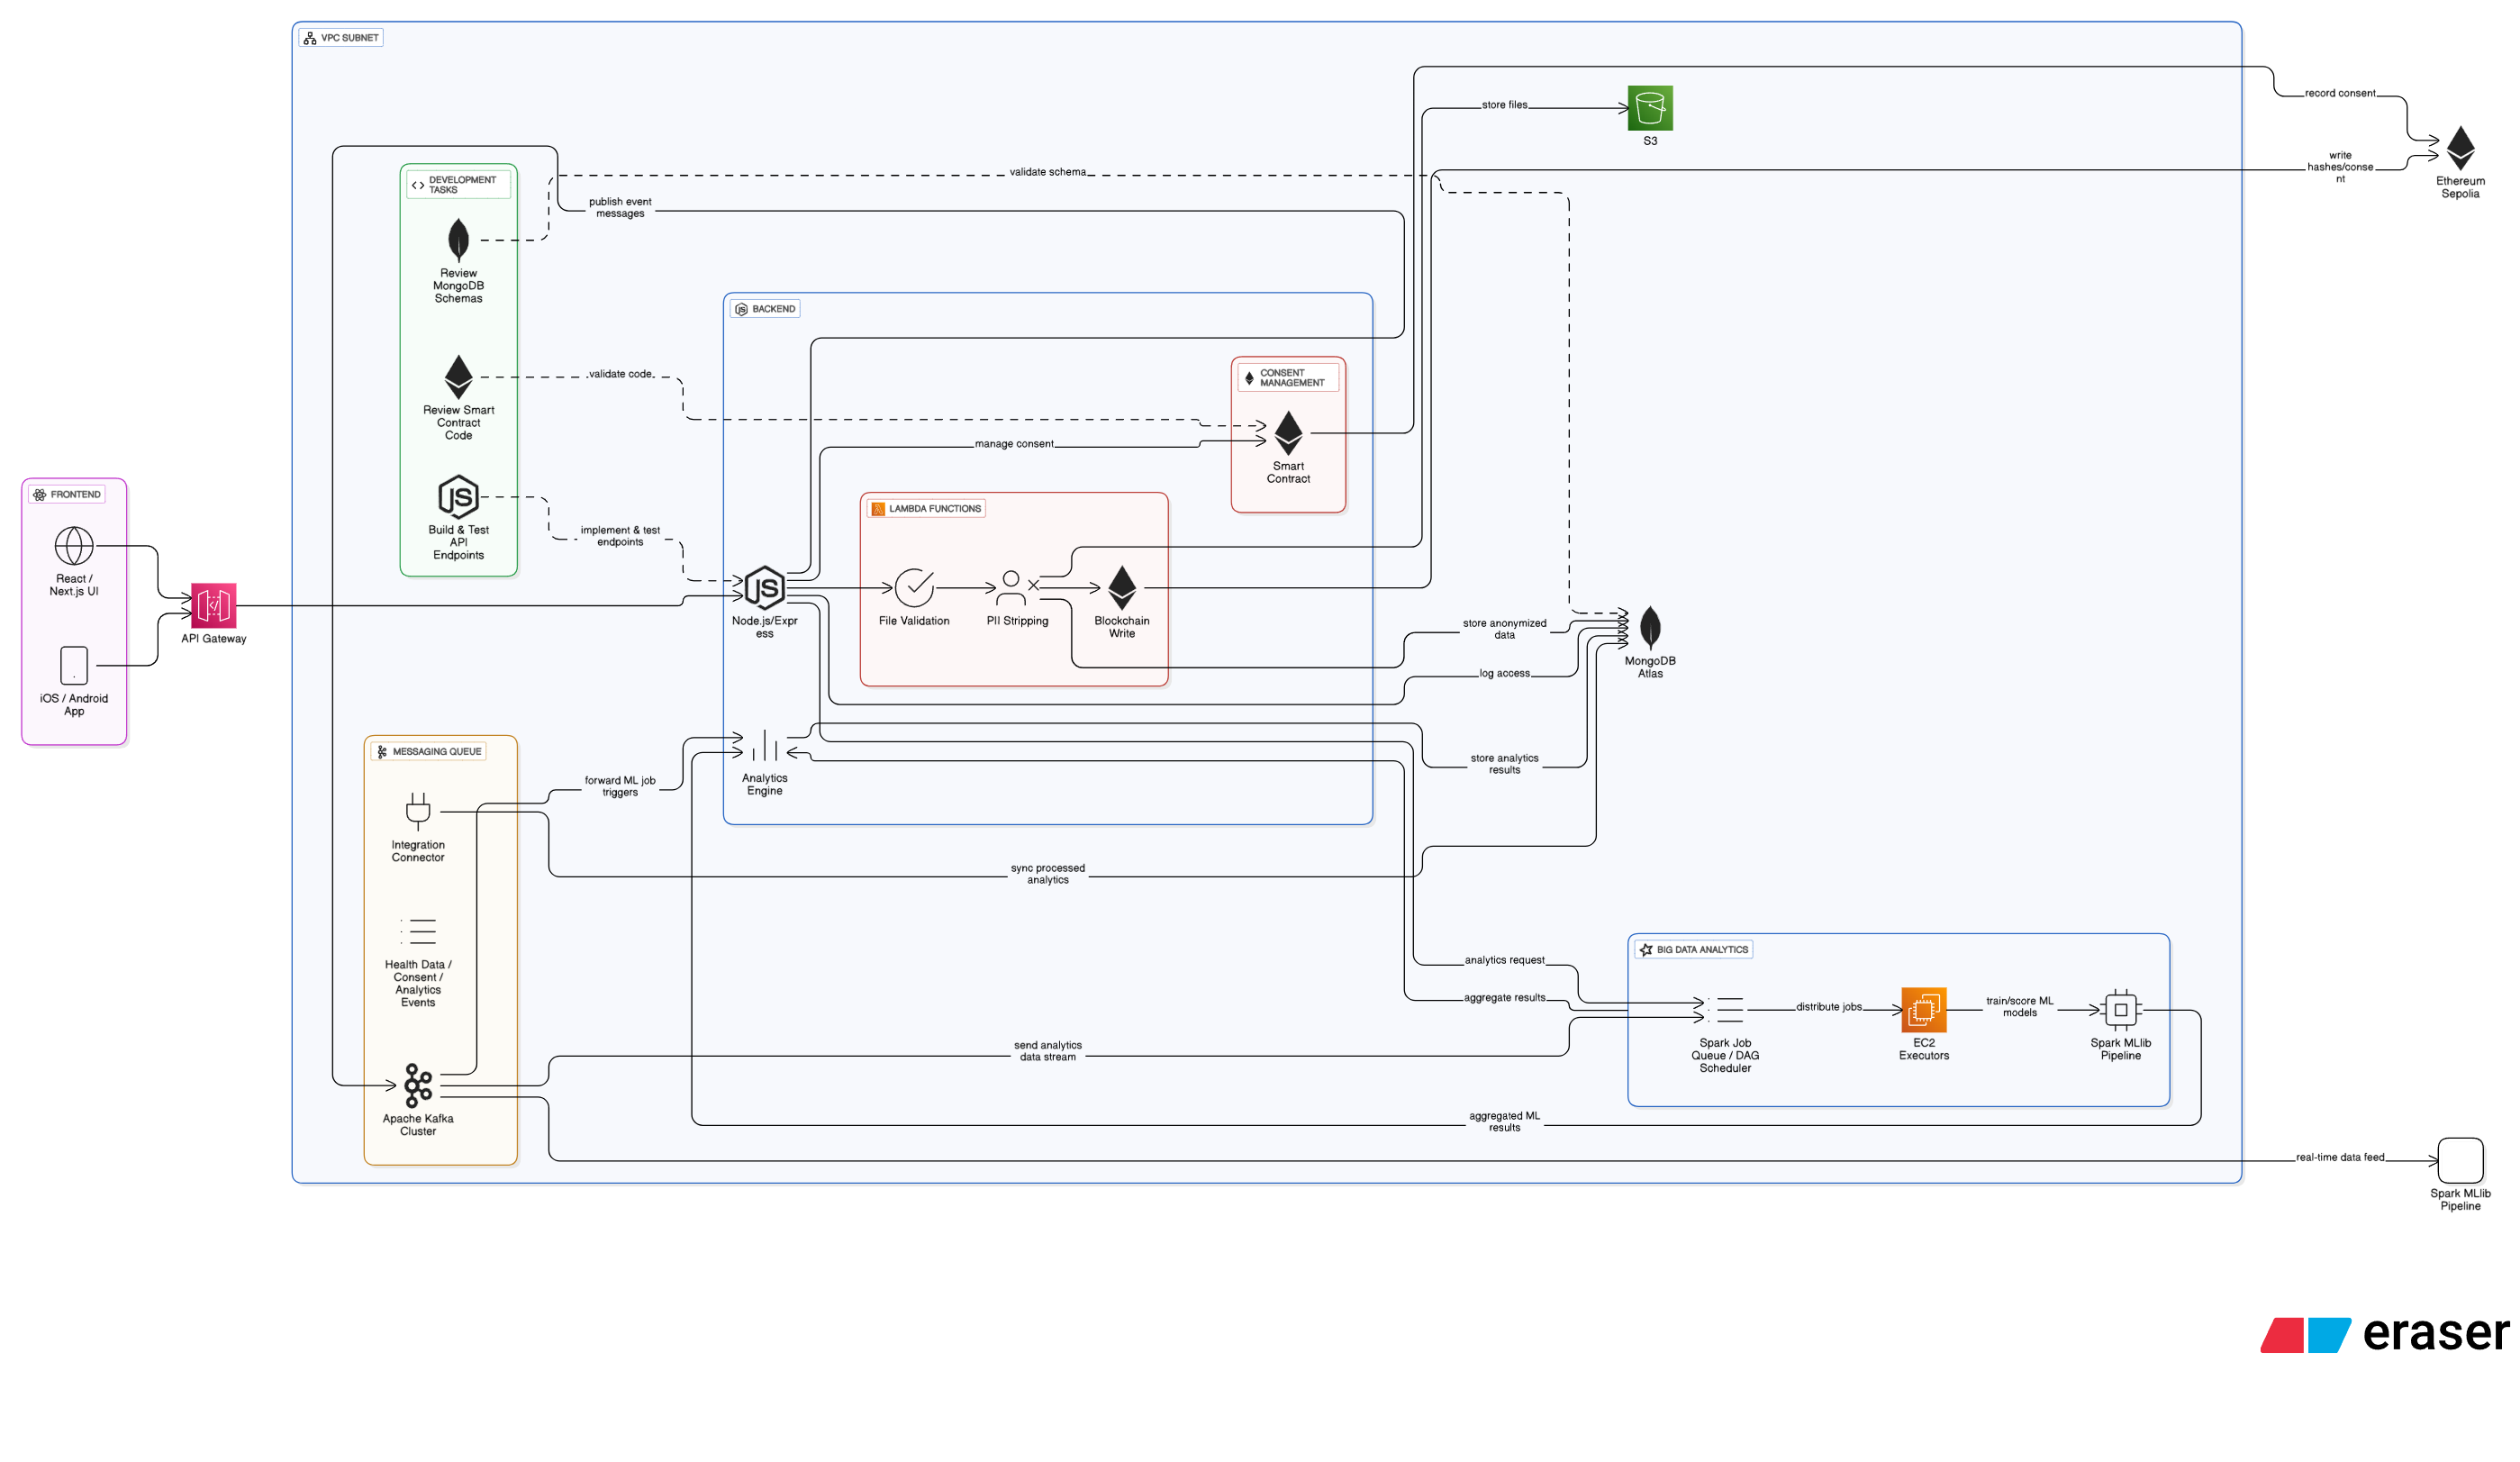 VPC SUBNET
record consent
store files
S3
write
hashes/conse
nt
Ethereum
Sepolia
DEVELOPMENT
TASKS
validate schema
publish event
messages
Review
MongoDB
Schemas
BACKEND
validate code
Review Smart
Contract
Code
CONSENT
MANAGEMENT
manage consent
Smart
Contract
FRONTEND
React /
Next.js UI
iOS / Android
App
API Gateway
Build & Test
API
Endpoints
implement & test
endpoints
LAMBDA FUNCTIONS
Node.js/Expr
ess
File Validation
PII Stripping
Blockchain
Write
store anonymized
data
log access
MongoDB
Atlas
MESSAGING QUEUE
forward ML job
triggers
Analytics
Engine
store analytics
results
Integration
Connector
sync processed
analytics
Health Data /
Consent /
Analytics
Events
BIG DATA ANALYTICS
analytics request
aggregate results
distribute jobs
train/score ML
models
Spark Job
Queue / DAG
Scheduler
EC2
Executors
Spark MLlib
Pipeline
send analytics
data stream
Apache Kafka
Cluster
aggregated ML
results
real-time data feed
Spark MLlib
Pipeline
eraser